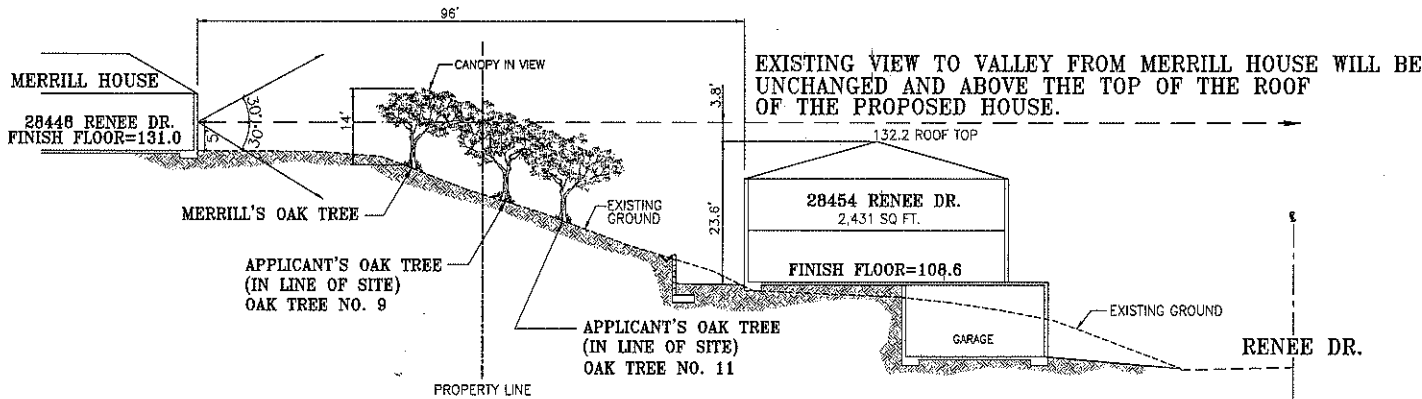 96'
CANOPY IN VIEW
EXISTING VIEW TO VALLEY FROM MERRILL HOUSE WILL BE
UNCHANGED AND ABOVE THE TOP OF THE ROOF
OF THE PROPOSED HOUSE.
MERRILL HOUSE
28448 RENEE DR.
FINISH FLOOR=131.0
5'
30.0'
30.0'
14'
3.8'
132.2 ROOF TOP
MERRILL'S OAK TREE
EXISTING
GROUND
23.6'
28454 RENEE DR.
2,431 SQ FT.
FINISH FLOOR=108.6
APPLICANT'S OAK TREE
(IN LINE OF SITE)
OAK TREE NO. 9
APPLICANT'S OAK TREE
(IN LINE OF SITE)
OAK TREE NO. 11
EXISTING GROUND
GARAGE
RENEE DR.
PROPERTY LINE